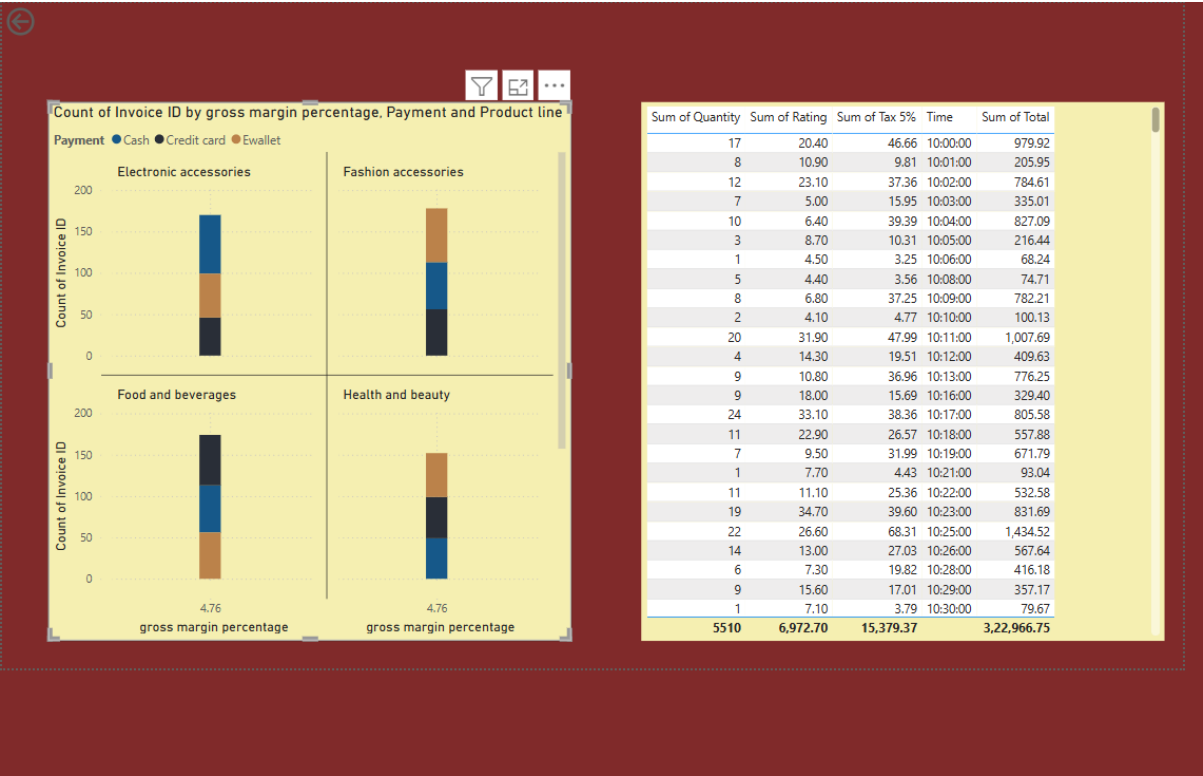 Count of Invoice ID by gross margin percentage, Payment and Product line
Payment Cash Credit card Ewallet
Electronic accessories Fashion accessories
200
150
100
50
0
Count of Invoice ID
Food and beverages Health and beauty
200
150
100
50
0
Count of Invoice ID
4.76 4.76
gross margin percentage gross margin percentage
Sum of Quantity Sum of Rating Sum of Tax 5% Time Sum of Total
17 20.40 46.66 10:00:00 979.92
8 10.90 9.81 10:01:00 205.95
12 23.10 37.36 10:02:00 784.61
7 5.00 15.95 10:03:00 335.01
10 6.40 39.39 10:04:00 827.09
3 8.70 10.31 10:05:00 216.44
1 4.50 3.25 10:06:00 68.24
5 4.40 3.56 10:08:00 74.71
8 6.80 37.25 10:09:00 782.21
2 4.10 4.77 10:10:00 100.13
20 31.90 47.99 10:11:00 1,007.69
4 14.30 19.51 10:12:00 409.63
9 10.80 36.96 10:13:00 776.25
9 18.00 15.69 10:16:00 329.40
24 33.10 38.36 10:17:00 805.58
11 22.90 26.57 10:18:00 557.88
7 9.50 31.99 10:19:00 671.79
1 7.70 4.43 10:21:00 93.04
11 11.10 25.36 10:22:00 532.58
19 34.70 39.60 10:23:00 831.69
22 26.60 68.31 10:25:00 1,434.52
14 13.00 27.03 10:26:00 567.64
6 7.30 19.82 10:28:00 416.18
9 15.60 17.01 10:29:00 357.17
1 7.10 3.79 10:30:00 79.67
5510 6,972.70 15,379.37 3,22,966.75